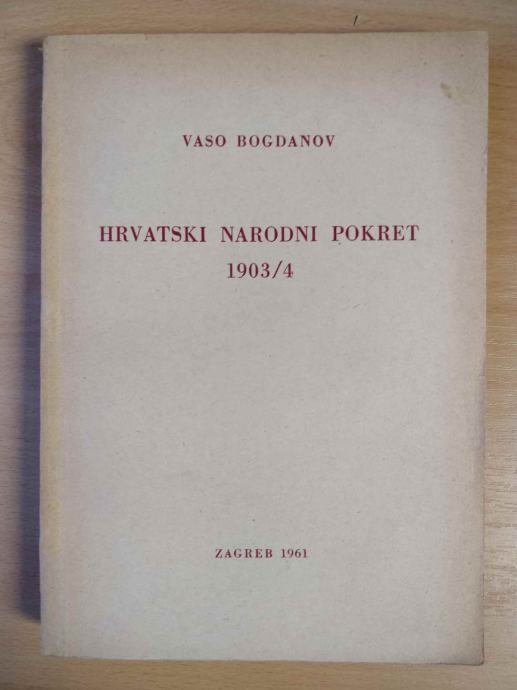 VASO BOGDANOV
HRVATSKI NARODNI POKRET
1903/4
ZAGREB 1961